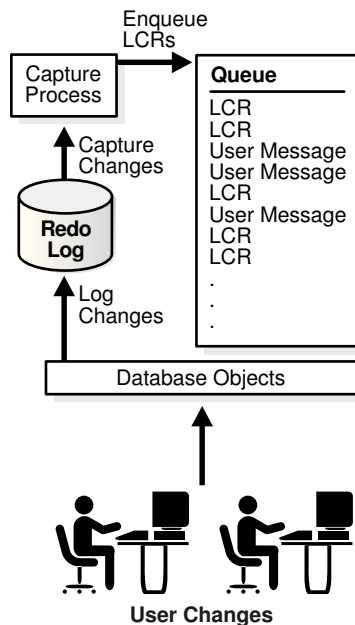 Enqueue
LCRs
Capture
Process
Queue
LCR
LCR
User Message
User Message
LCR
User Message
LCR
LCR
.
.
.
Capture
Changes
Redo
Log
Log
Changes
Database Objects
User Changes